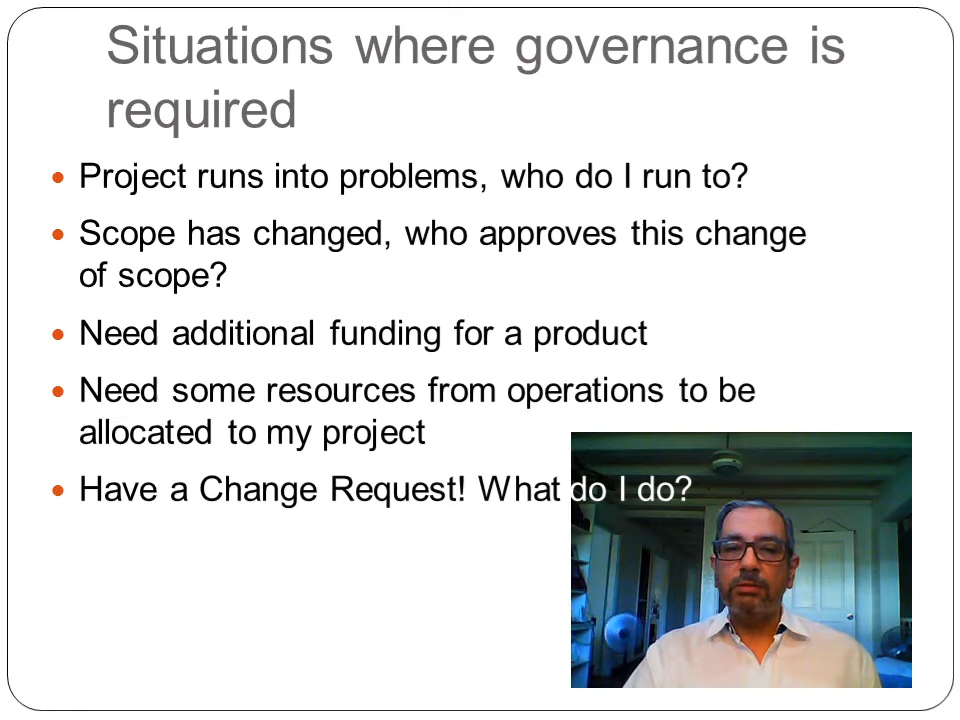 Situations where governance is
required
Project runs into problems, who do I run to?
Scope has changed, who approves this change
of scope?
Need additional funding for a product
Need some resources from operations to be
allocated to my project
Have a Change Request! What do I do?